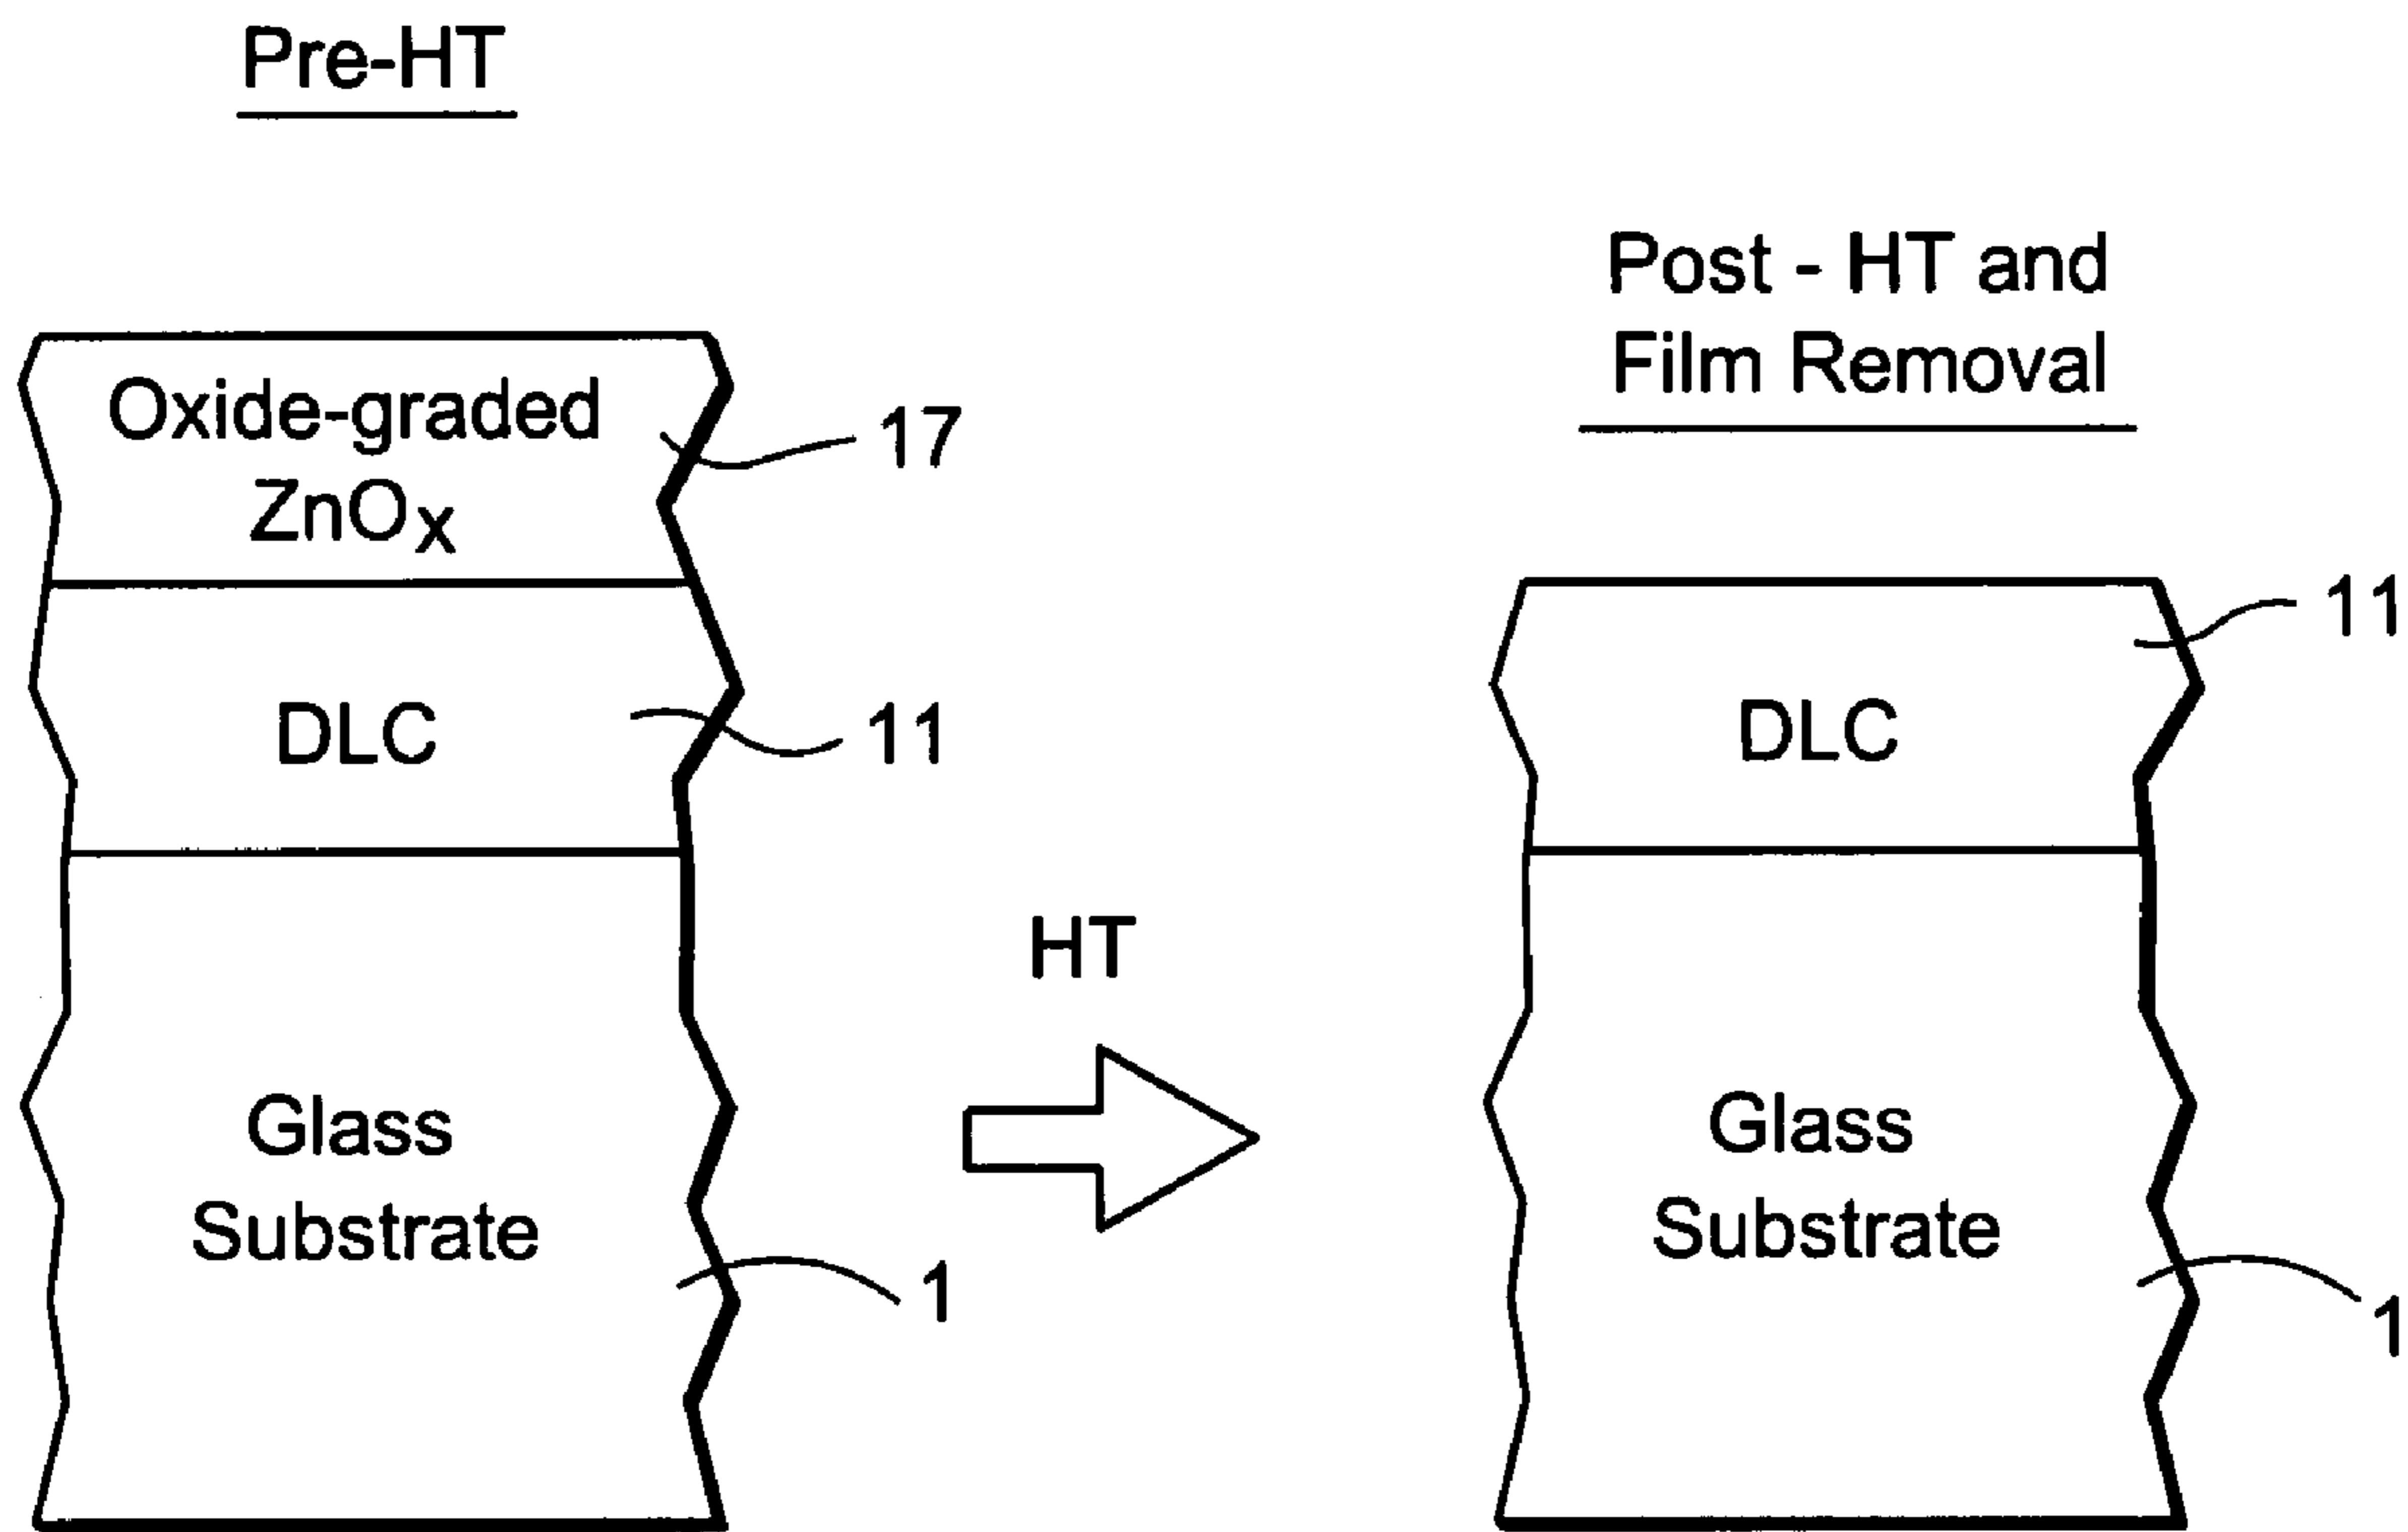 Pre-HT
Oxide-graded
ZnOx
17
DLC
11
Glass
Substrate
1
HT
Post - HT and
Film Removal
11
DLC
Glass
Substrate
1